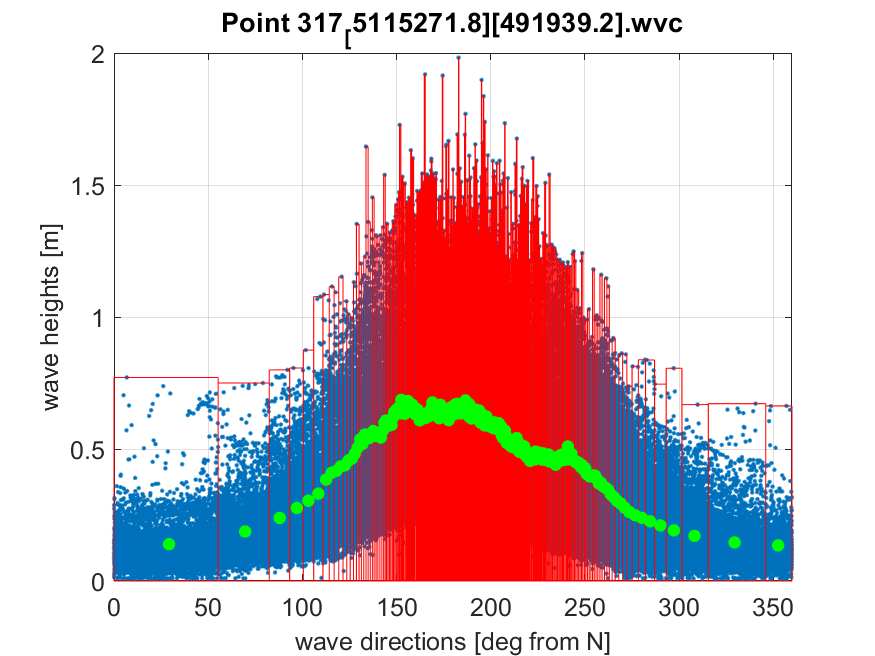 Point 317[5115271.8][491939.2].wvc
2
1.5
1
0.5
0
0 50 100 150 200 250 300 350
wave heights [m]
wave directions [deg from N]